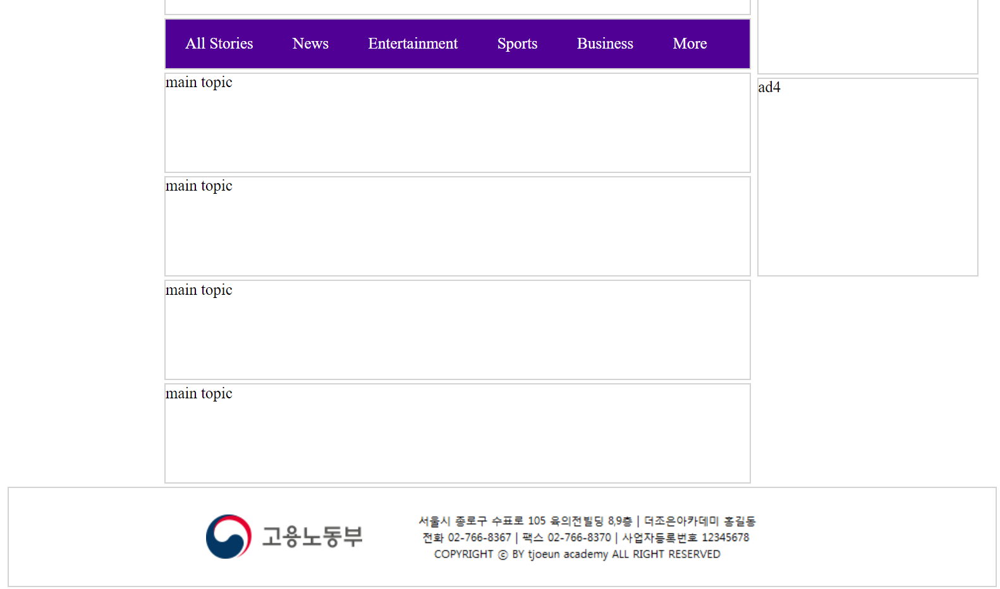 All Stories News Entertainment Sports Business More
main topic
ad4
main topic
main topic
main topic
고용노동부
서울시 종로구 수표로 105 육의전빌딩 8,9층 | 더조은아카데미 홍길동
전화 02-766-8367 | 팩스 02-766-8370 | 사업자등록번호 12345678
COPYRIGHT ⓒ BY tjoeun academy ALL RIGHT RESERVED